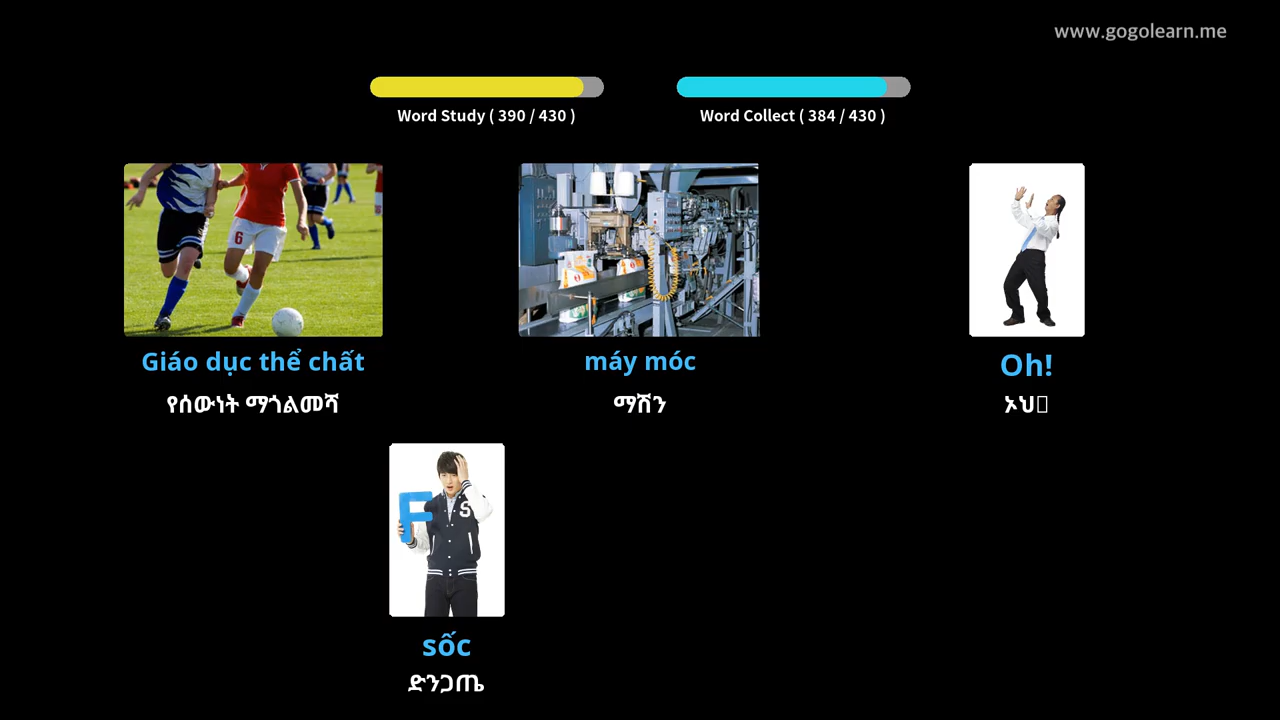 www.gogolearn.me
Word Study ( 390 / 430 )
Word Collect ( 384 / 430 )
6
Giáo dục thể chất
የሰውነት ማጎልመሻ
máy móc
ማሽን
Oh!
ኦህ
F
S
sốc
ድንጋጤ